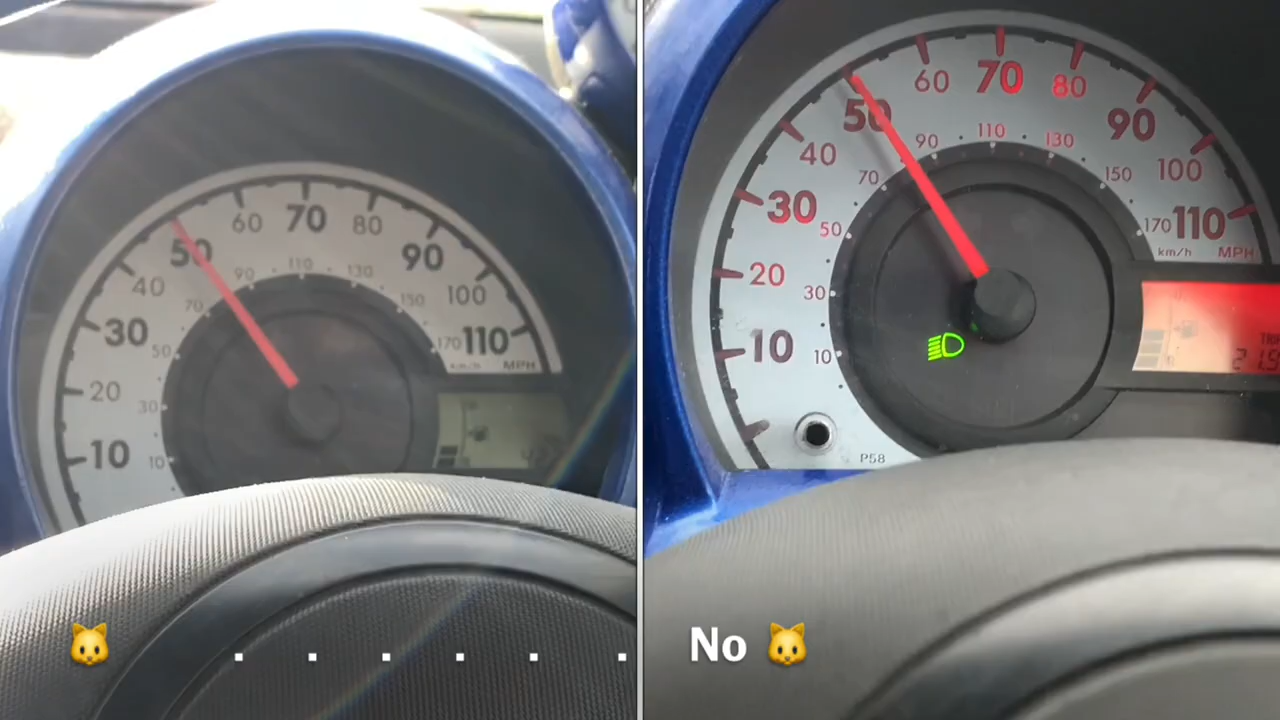 60 70 80
50 90
40 90 110 130 100
30 70 150 110
20 50 170 km/h MPH
10 30
10
60 70 80
50 90
40 90 110 130 100
30 70 150 110
20 50 170 km/h MPH
10 30
10
P58
🐱 . . . . . .
No 🐱